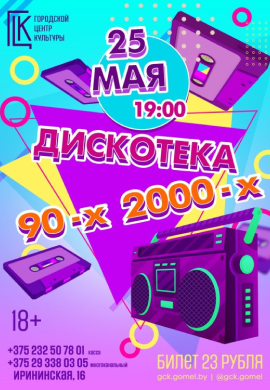 ГЦК
ГОРОДСКОЙ
ЦЕНТР
КУЛЬТУРЫ
25
МАЯ
19:00
ДИСКОТЕКА
90-х 2000-х
18+
+375 232 50 78 01 касса
+375 29 338 03 05 многоканальный
ИРИНИНСКАЯ, 16
БИЛЕТ 23 РУБЛЯ
gck.gomel.by | @gck.gomel